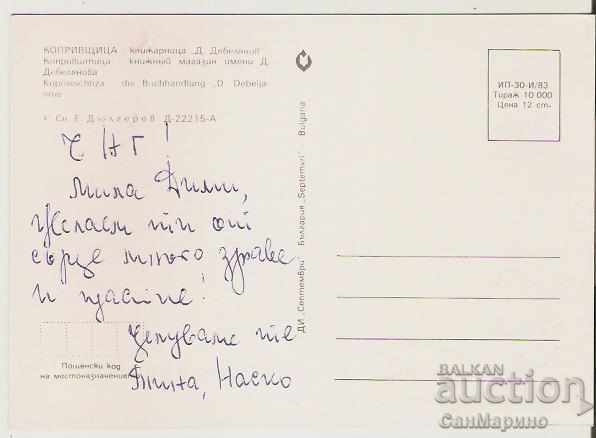 КОПРИВЩИЦА — книжарница „Д. Дебелянов“
Копривштица — книжный магазин имени Д.
Дебелянова
Koprivschtiza — die Buchhandlung „D. Debelja-
nov“
Сн. Е. Дюлгеров Д-22215-А
Ч Н Г !
Мила Дими,
Желаем ти от
сърце много здраве
и щастие!
Целуваме те
Тина, Наско
Пощенски код
на местоназначението
ДИ „Септември“ България „Septemvri“ Bulgaria
ИП-30-И/83
Тираж 10 000
Цена 12 ст.
BALKAN
auction
СанМарино